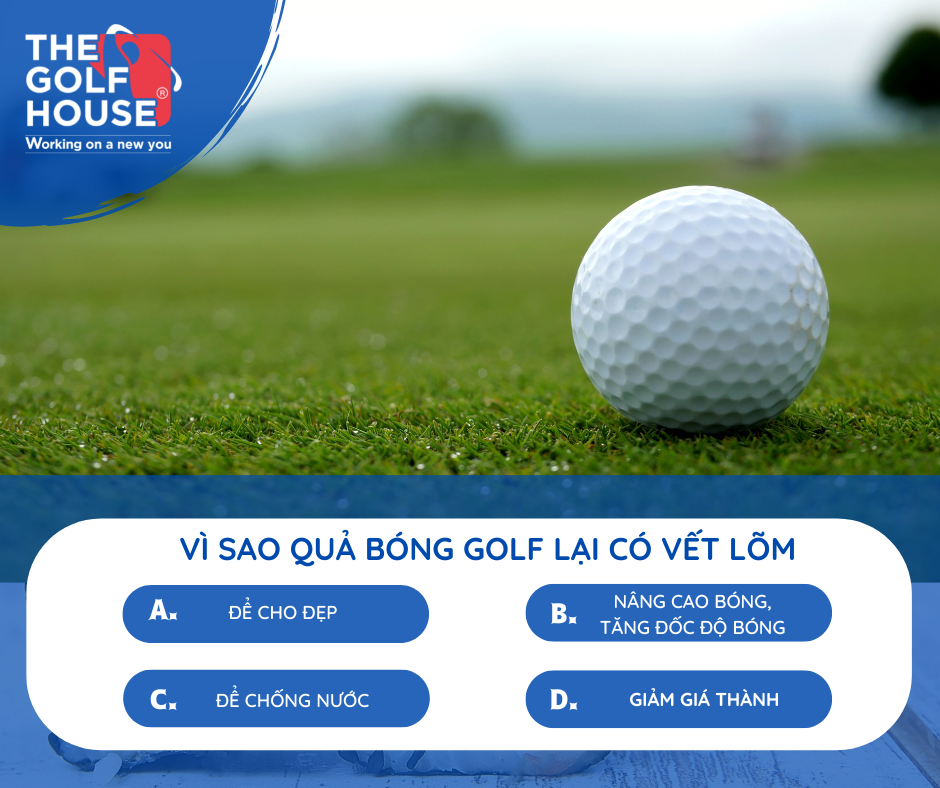 THE
GOLF
HOUSE®
Working on a new you
VÌ SAO QUẢ BÓNG GOLF LẠI CÓ VẾT LÕM
A. ĐỂ CHO ĐẸP
B. NÂNG CAO BÓNG,
TĂNG ĐỐC ĐỘ BÓNG
C. ĐỂ CHỐNG NƯỚC
D. GIẢM GIÁ THÀNH